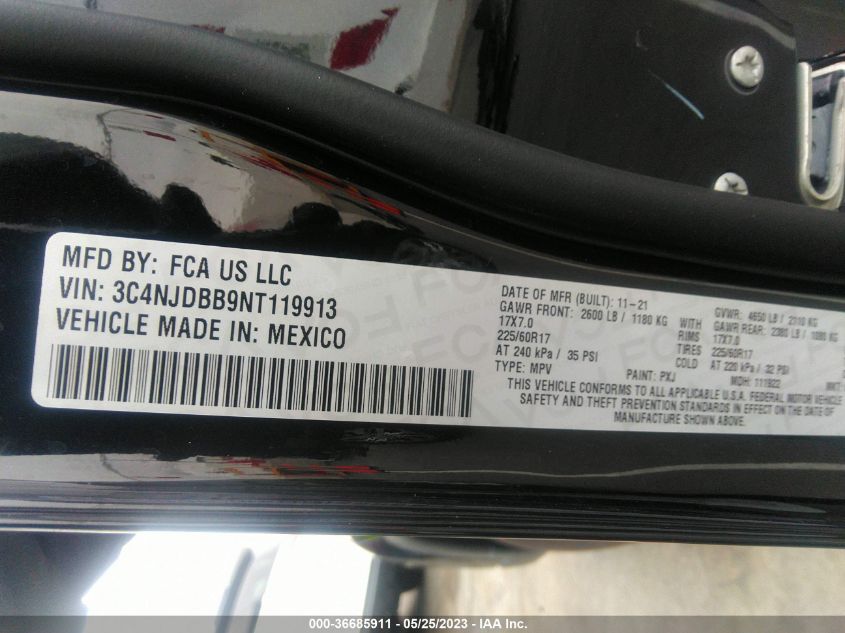 MFD BY: FCA US LLC
VIN: 3C4NJDBB9NT119913
VEHICLE MADE IN: MEXICO
DATE OF MFR (BUILT): 11-21 GVWR: 4650 LB / 2110 KG
GAWR FRONT: 2600 LB / 1180 KG WITH GAWR REAR: 2380 LB / 1080 KG
17X7.0 RIMS 17X7.0
225/60R17 TIRES 225/60R17
AT 240 kPa / 35 PSI COLD AT 220 kPa / 32 PSI
TYPE: MPV PAINT: PXJ MDH: 111922 MKT:
THIS VEHICLE CONFORMS TO ALL APPLICABLE U.S.A. FEDERAL MOTOR VEHICLE
SAFETY AND THEFT PREVENTION STANDARDS IN EFFECT ON THE DATE OF
MANUFACTURE SHOWN ABOVE.
000-36685911 - 05/25/2023 - IAA Inc.